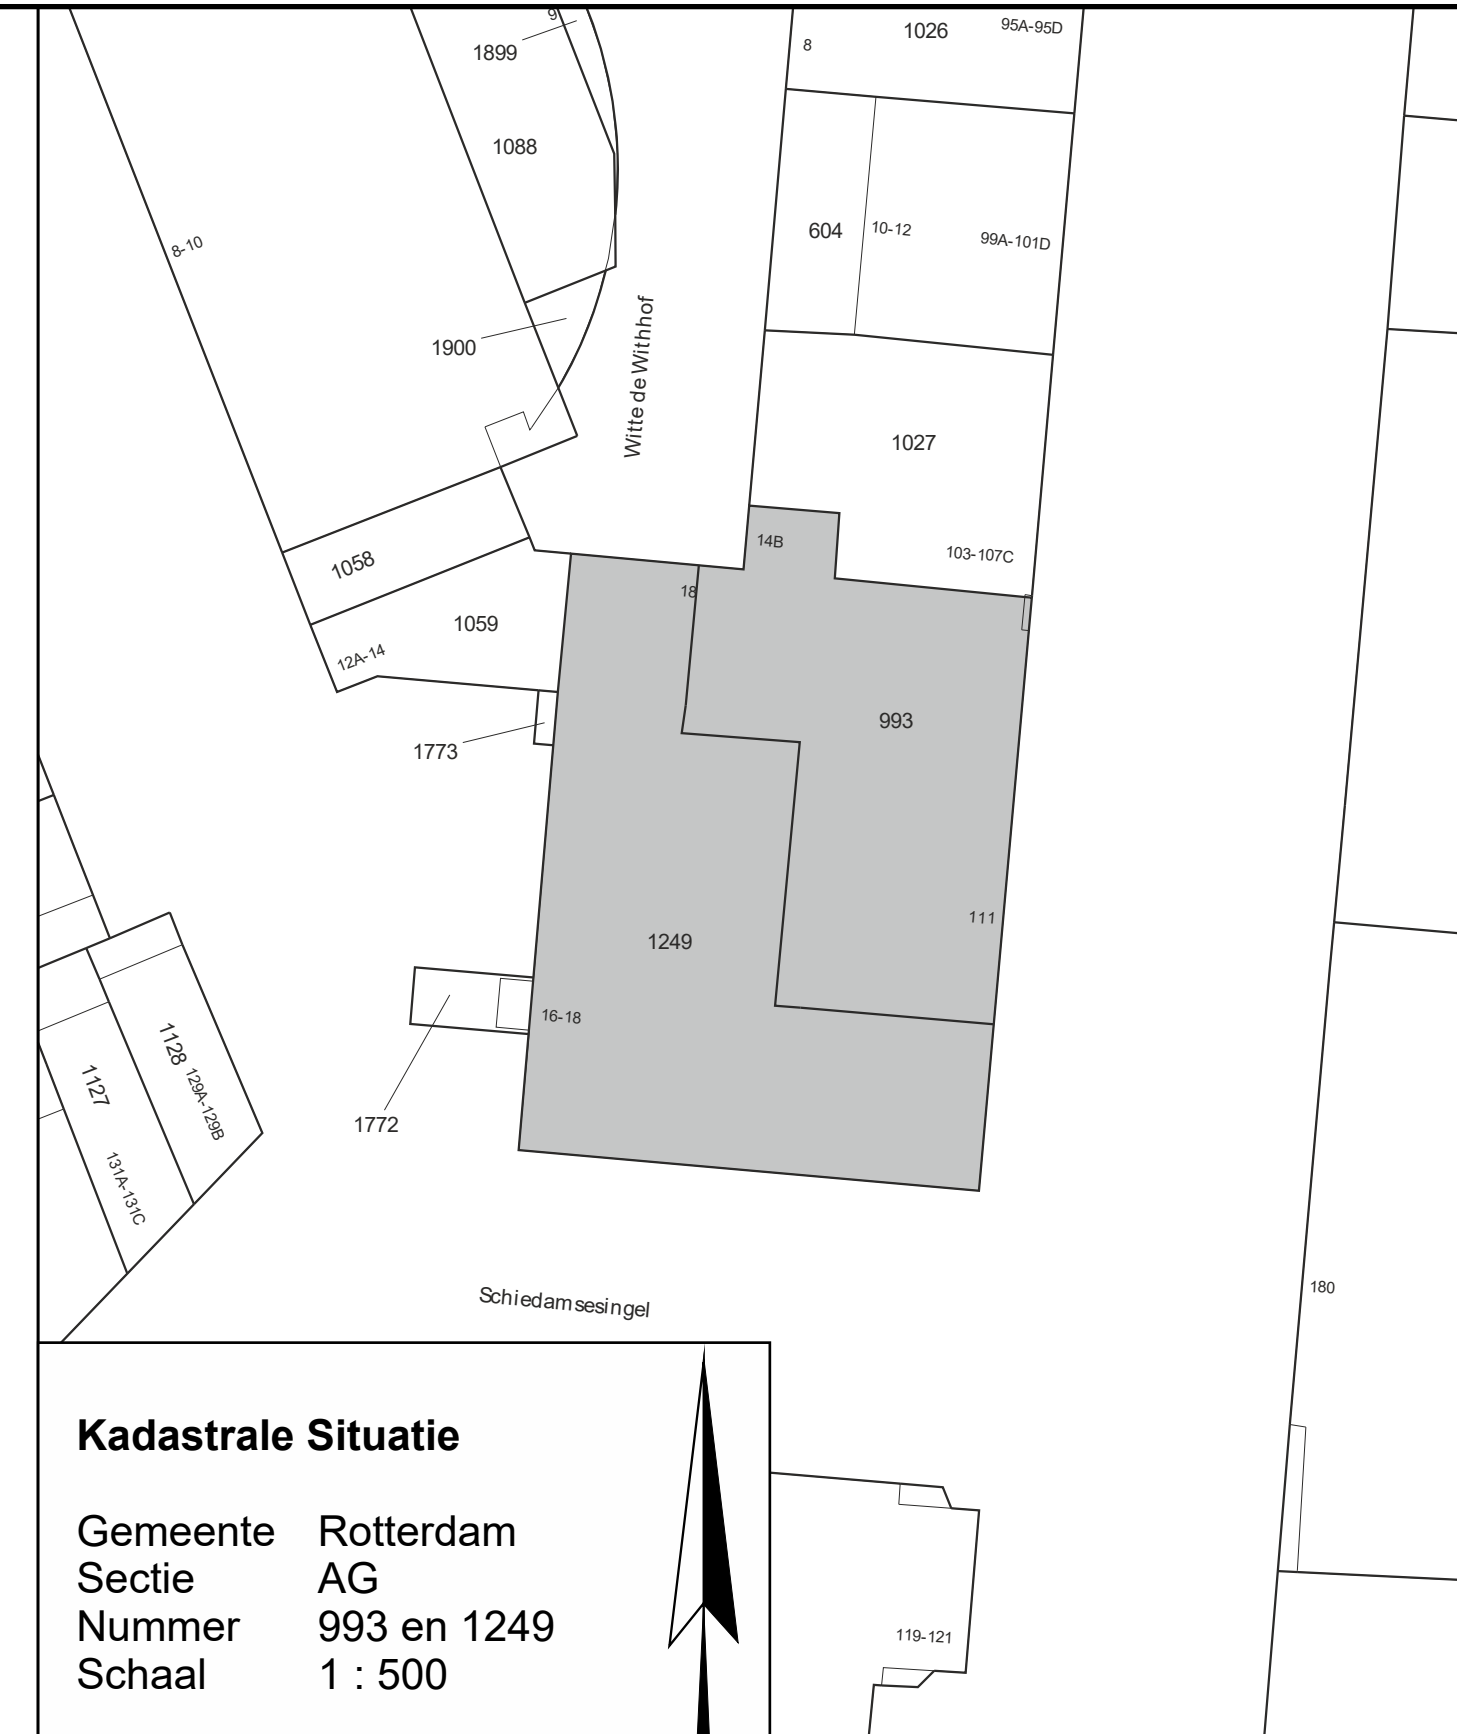 9
1899
1026
95A-95D
8
1088
8-10
604
10-12
99A-101D
1900
Witte de Withhof
1027
14B
103-107C
1058
18
1059
12A-14
993
1773
111
1249
16-18
1128
129A-129B
1127
1772
131A-131C
180
Schiedamsesingel
Kadastrale Situatie
Gemeente Rotterdam
Sectie AG
Nummer 993 en 1249
Schaal 1 : 500
119-121